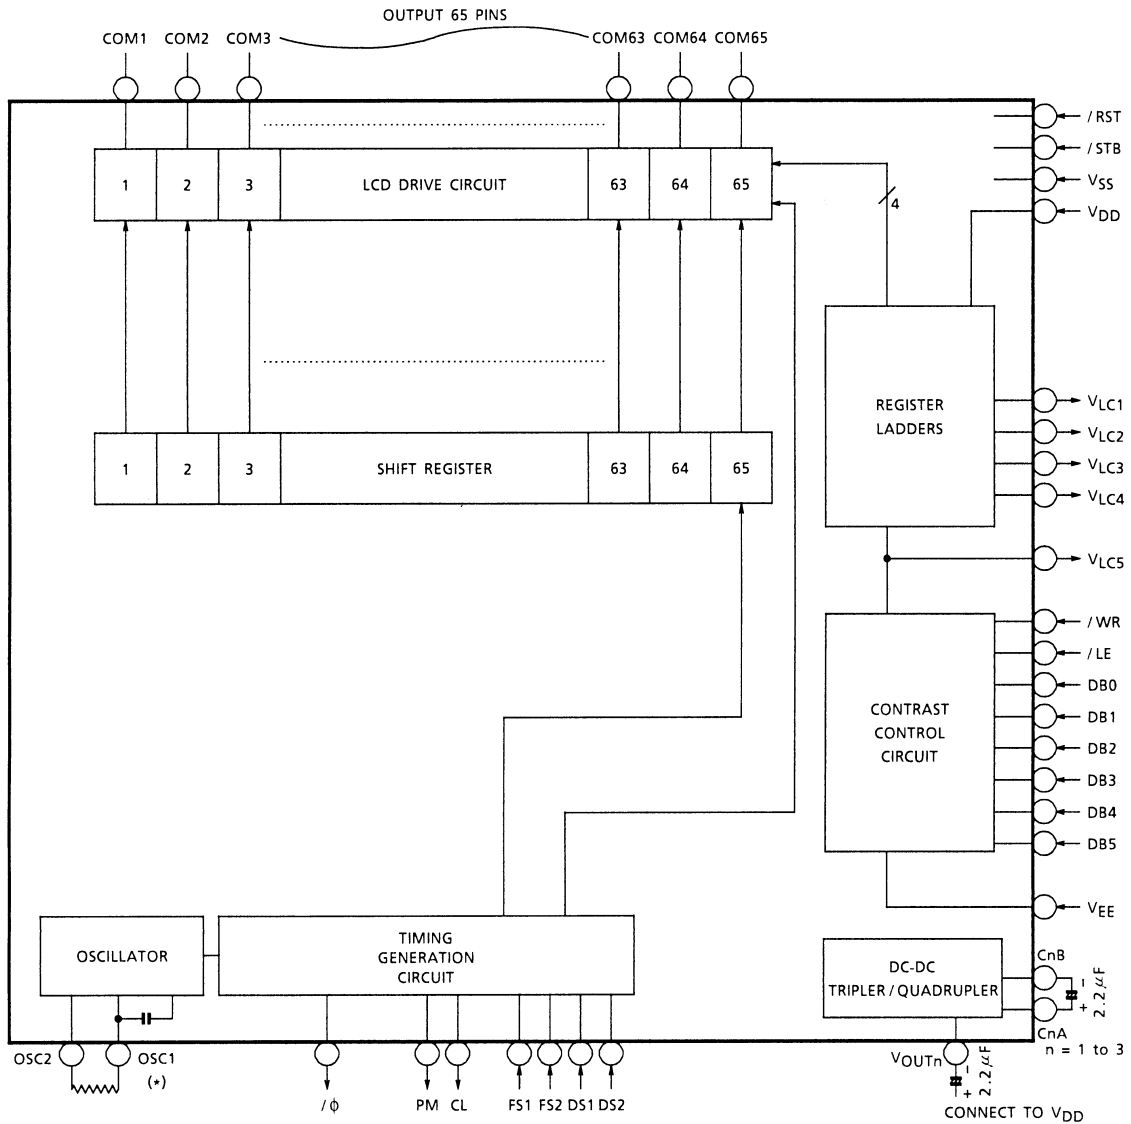 OUTPUT 65 PINS
COM1 COM2 COM3 COM63 COM64 COM65
/RST
/STB
VSS
VDD
1 2 3 LCD DRIVE CIRCUIT 63 64 65
4
REGISTER
LADDERS
VLC1
VLC2
VLC3
VLC4
1 2 3 SHIFT REGISTER 63 64 65
VLC5
/WR
/LE
DB0
DB1
DB2
DB3
DB4
DB5
CONTRAST
CONTROL
CIRCUIT
VEE
OSCILLATOR
TIMING
GENERATION
CIRCUIT
DC-DC
TRIPLER/QUADRUPLER
CnB
- + 2.2μF
CnA
n = 1 to 3
OSC2 OSC1
(*)
/ϕ
PM CL FS1 FS2 DS1 DS2
VOUTn
+ - 2.2μF
CONNECT TO VDD